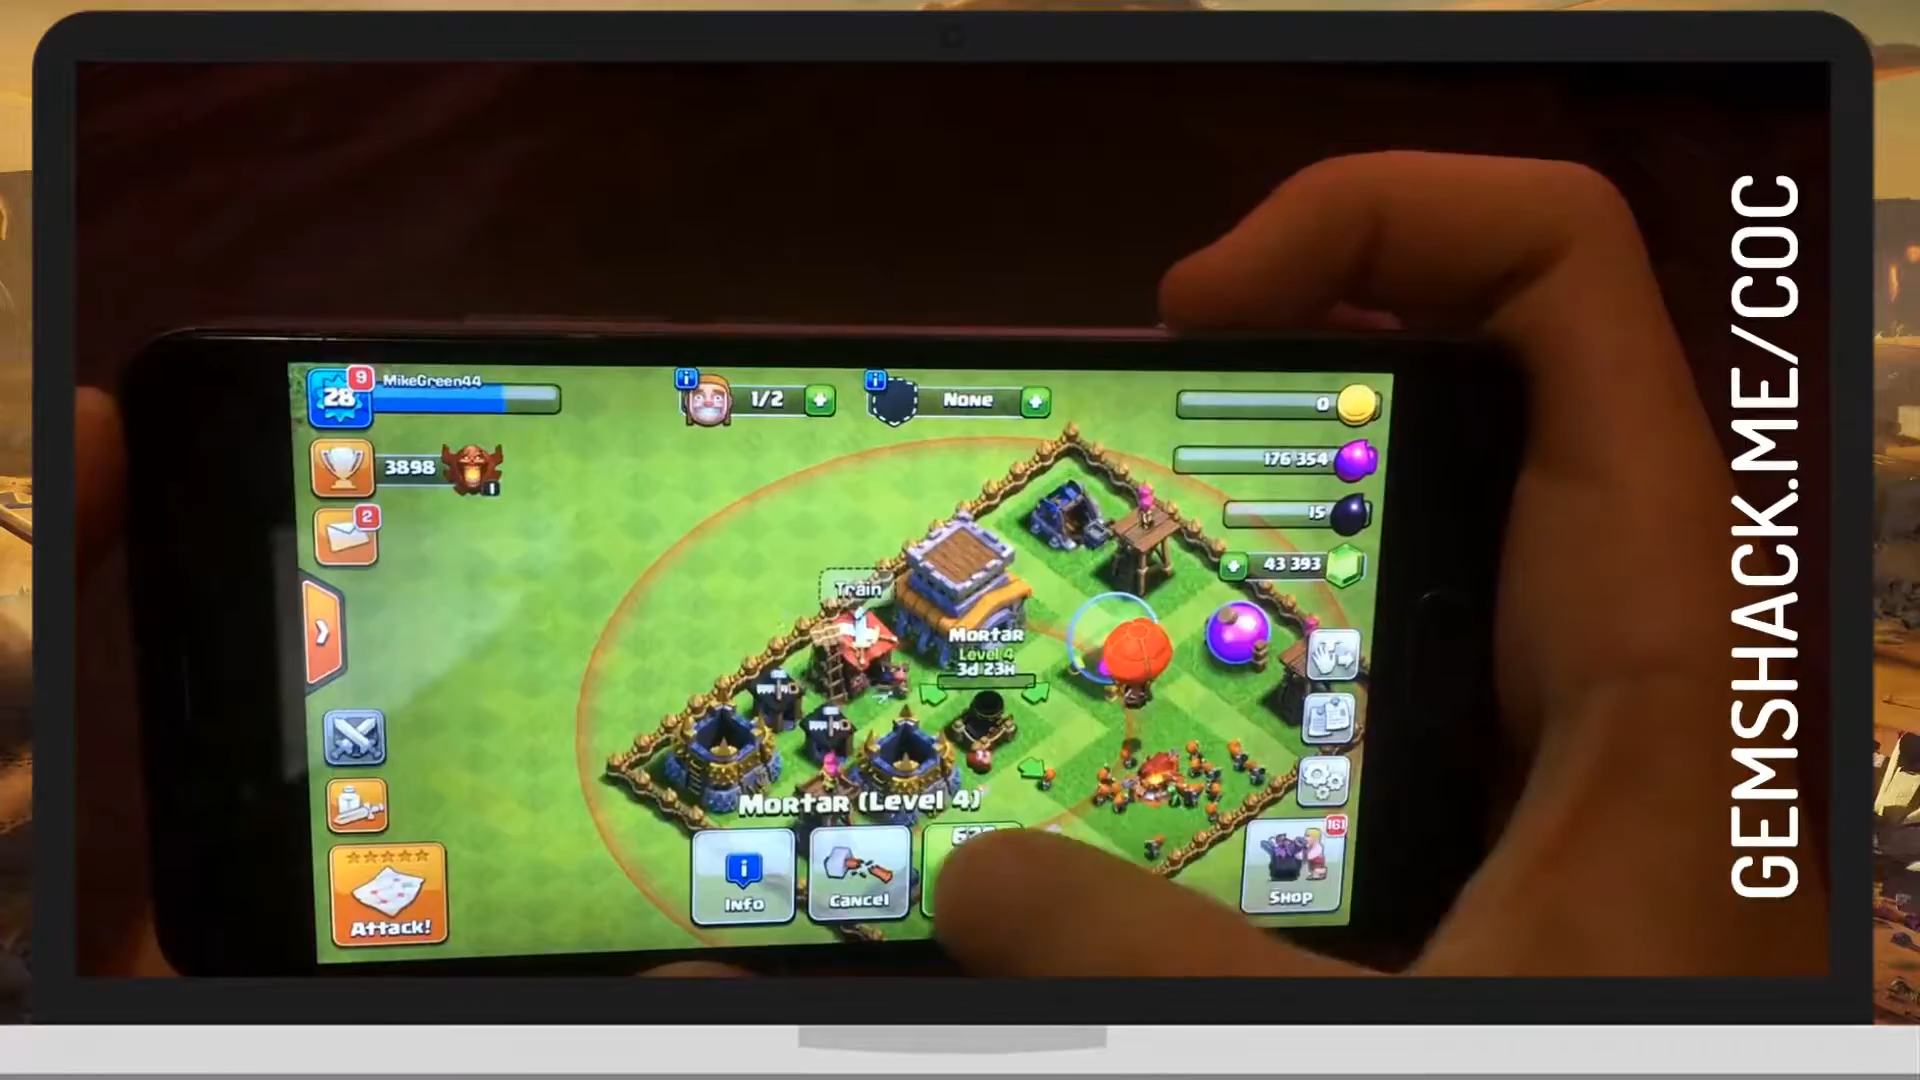 9
28
MikeGreen44
1/2
None
0
3898
176 354
2
15
43 393
Train
Mortar
Level 4
3d 23H
Mortar (Level 4)
161
Info
Cancel
Shop
Attack!
GEMSHACK.ME/COC